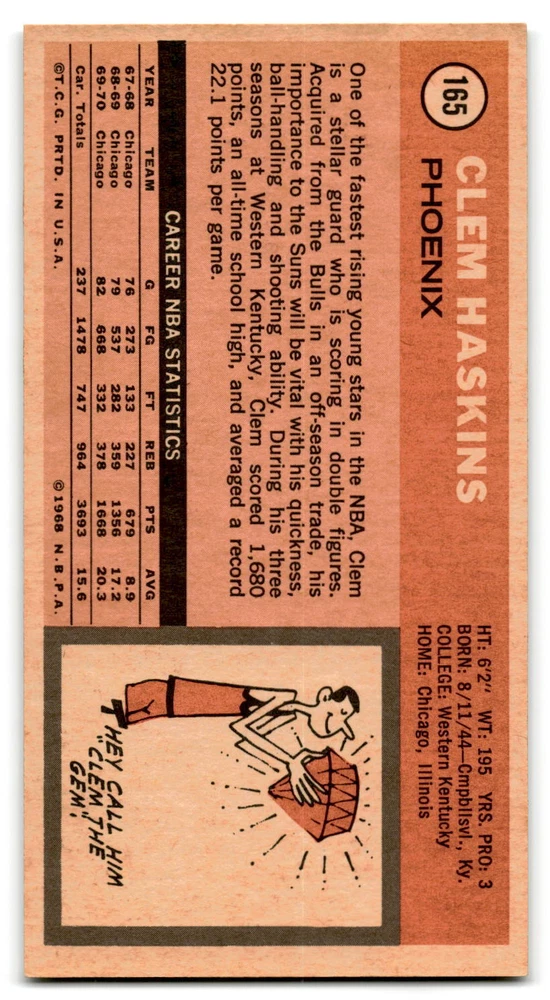 165
CLEM HASKINS
PHOENIX
HT: 6'2" WT: 195 YRS. PRO: 3
BORN: 8/11/44—Cmpbllsvl., Ky.
COLLEGE: Western Kentucky
HOME: Chicago, Illinois
One of the fastest rising young stars in the NBA, Clem
is a stellar guard who is scoring in double figures.
Acquired from the Bulls in an off-season trade, his
importance to the Suns will be vital with his quickness,
ball-handling and shooting ability. During his three
seasons at Western Kentucky, Clem scored 1,680
points, an all-time school high, and averaged a record
22.1 points per game.
CAREER NBA STATISTICS
YEAR TEAM G FG FT REB PTS AVG
67-68 Chicago 76 273 133 227 679 8.9
68-69 Chicago 79 537 282 359 1356 17.2
69-70 Chicago 82 668 332 378 1668 20.3
Car. Totals 237 1478 747 964 3693 15.6
©T.C.G. PRTD. IN U.S.A. ©1968 N.B.P.A.
THEY CALL HIM
"CLEM THE
GEM".